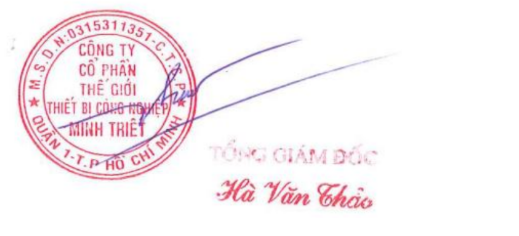 M.S.D.N:0315311351-C.T.C.P
CÔNG TY
CỔ PHẦN
THẾ GIỚI
THIẾT BỊ CÔNG NGHIỆP
MINH TRIẾT
QUẬN 1-T.P HỒ CHÍ MINH
TỔNG GIÁM ĐỐC
Hà Văn Thảo